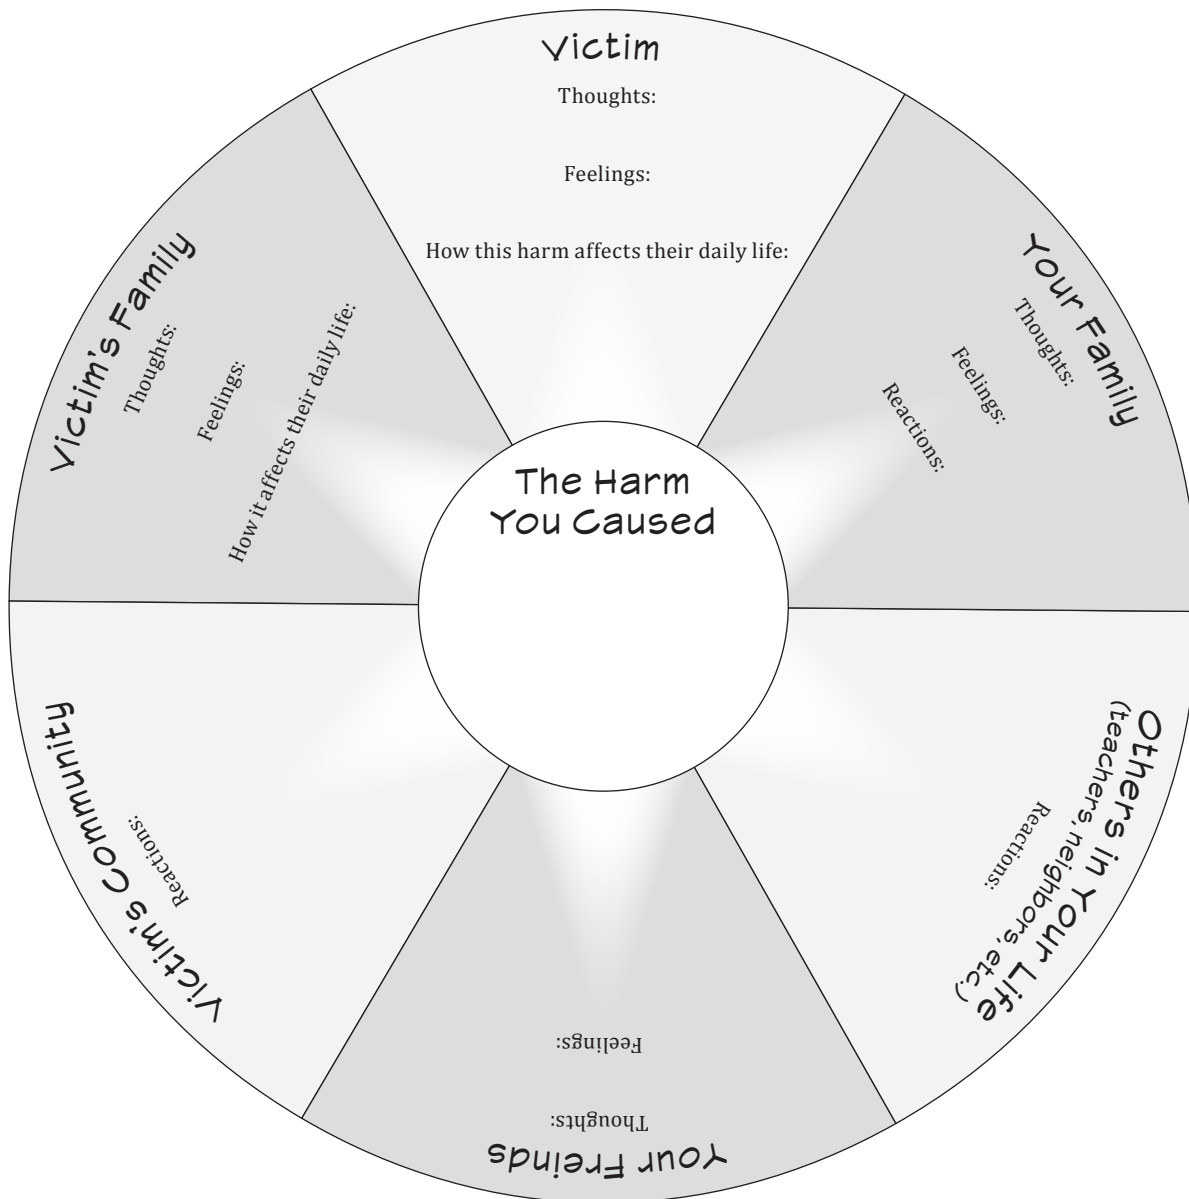 Victim
Thoughts:
Feelings:
How this harm affects their daily life:
Your Family
Thoughts:
Feelings:
Reactions:
Others in Your Life
(teachers, neighbors, etc.)
Reactions:
Your Freinds
Thoughts:
Feelings:
Victim's Community
Reactions:
Victim's Family
Thoughts:
Feelings:
How it affects their daily life:
The Harm
You Caused